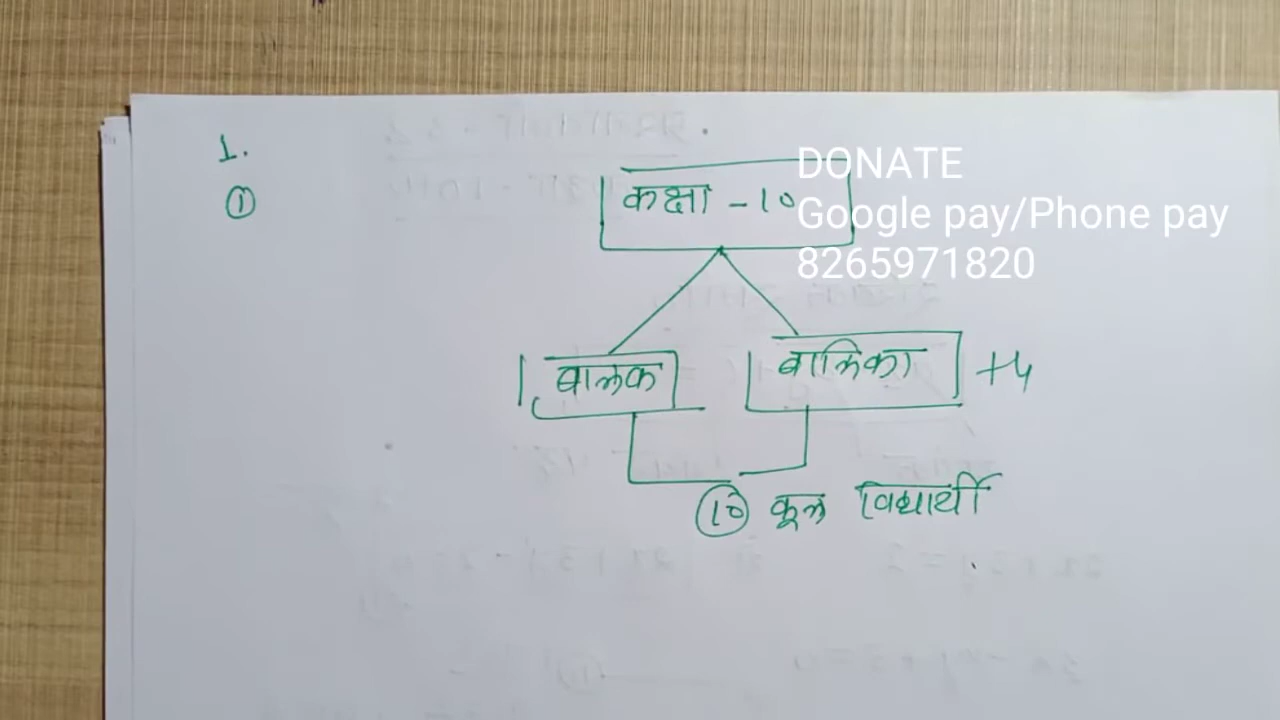 1.
①
कक्षा - 10
DONATE
Google pay/Phone pay
8265971820
बालक
बालिका +4
⑩ कूल विद्यार्थी